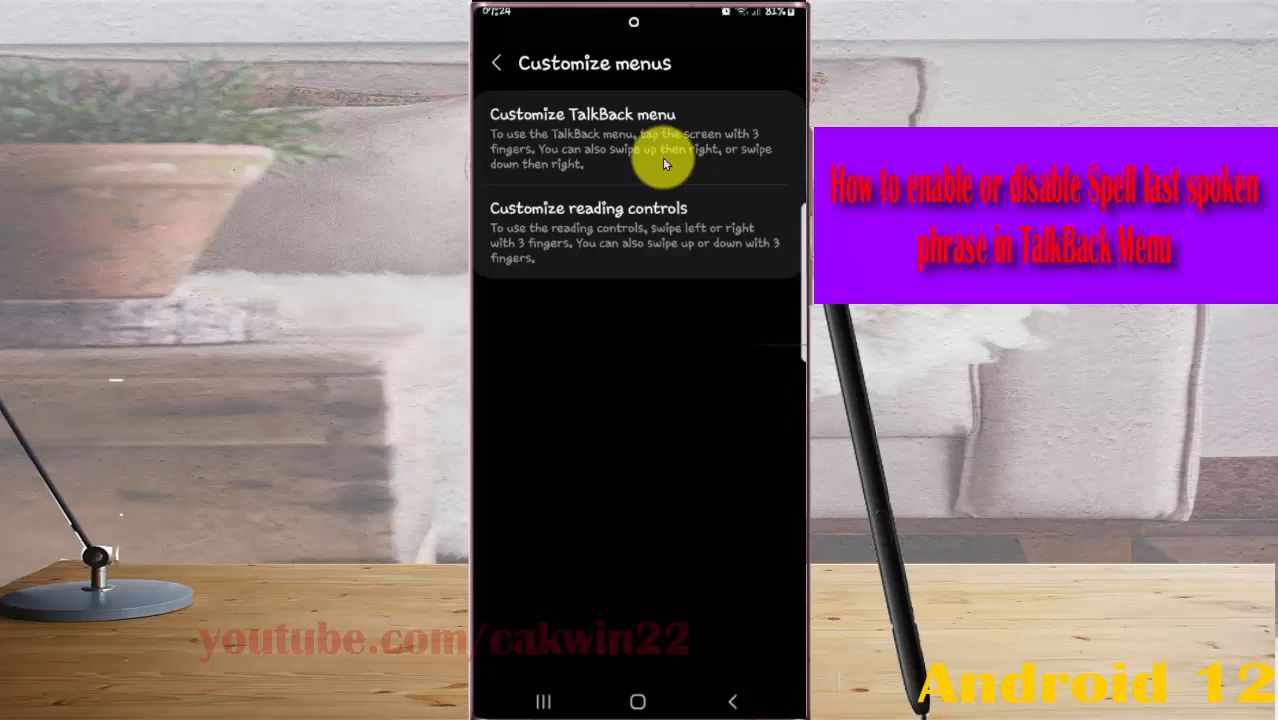 07:24
81%
Customize menus
Customize TalkBack menu
To use the TalkBack menu, tap the screen with 3
fingers. You can also swipe up then right, or swipe
down then right.
Customize reading controls
To use the reading controls, swipe left or right
with 3 fingers. You can also swipe up or down with 3
fingers.
How to enable or disable Spell last spoken
phrase in TalkBack Menu
youtube.com/cakwin22
Android 12